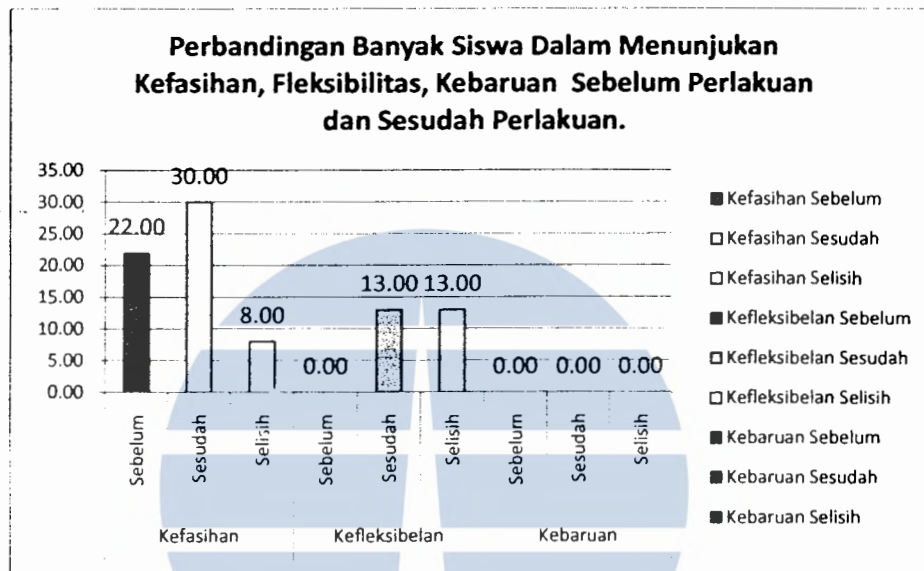 Perbandingan Banyak Siswa Dalam Menunjukan
Kefasihan, Fleksibilitas, Kebaruan Sebelum Perlakuan
dan Sesudah Perlakuan.
35.00
30.00
25.00
20.00
15.00
10.00
5.00
0.00
22.00
30.00
8.00
0.00
13.00
13.00
0.00
0.00
0.00
Sebelum
Sesudah
Selisih
Sebelum
Sesudah
Selisih
Sebelum
Sesudah
Selisih
Kefasihan
Kefleksibelan
Kebaruan
Kefasihan Sebelum
Kefasihan Sesudah
Kefasihan Selisih
Kefleksibelan Sebelum
Kefleksibelan Sesudah
Kefleksibelan Selisih
Kebaruan Sebelum
Kebaruan Sesudah
Kebaruan Selisih